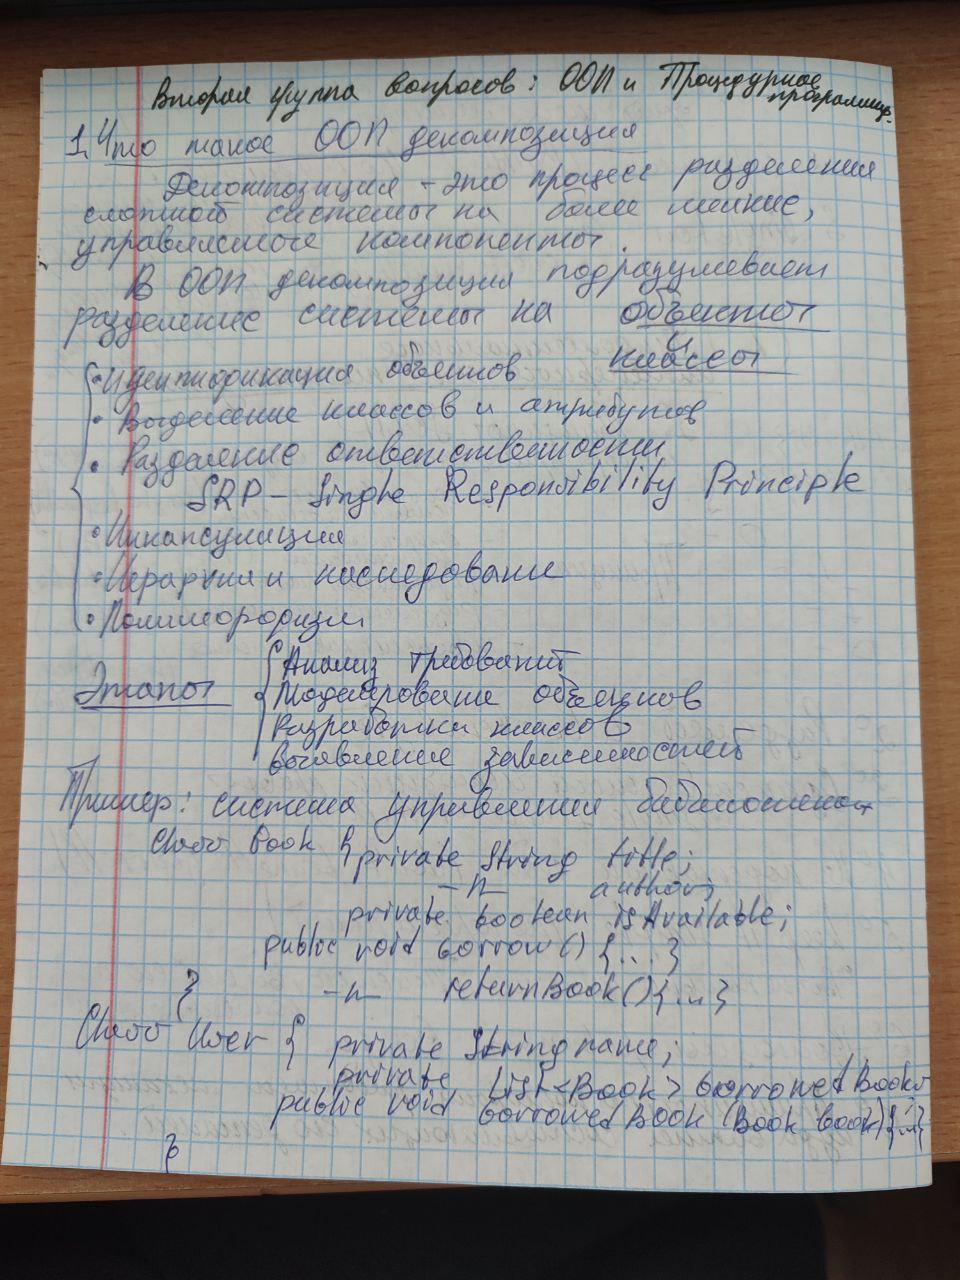 Вторая группа вопросов: ООП и Процедурное
программир.
1. Что такое ООП декомпозиция
Декомпозиция - это процесс разделения
сложной системы на более мелкие,
управляемые компоненты.
В ООП декомпозиция подразумевает
разделение системы на объекты
и
классы
• Идентификация объектов
• Выделение классов и атрибутов
• Разделение ответственности
SRP - Single Responsibility Principle
• Инкапсуляция
• Иерархия и наследование
• Полиморфизм
Этапы { Анализ требований
Моделирование объектов
Разработка классов
выявление зависимостей
Пример: система управления библиотекой
Class Book { private String title;
-"- author;
private boolean isAvailable;
public void borrow() {...}
} -"- returnBook() {...}
Class User { private String name;
private List <Book> borrowedBooks;
public void borrowedBook (Book book) {...}
}